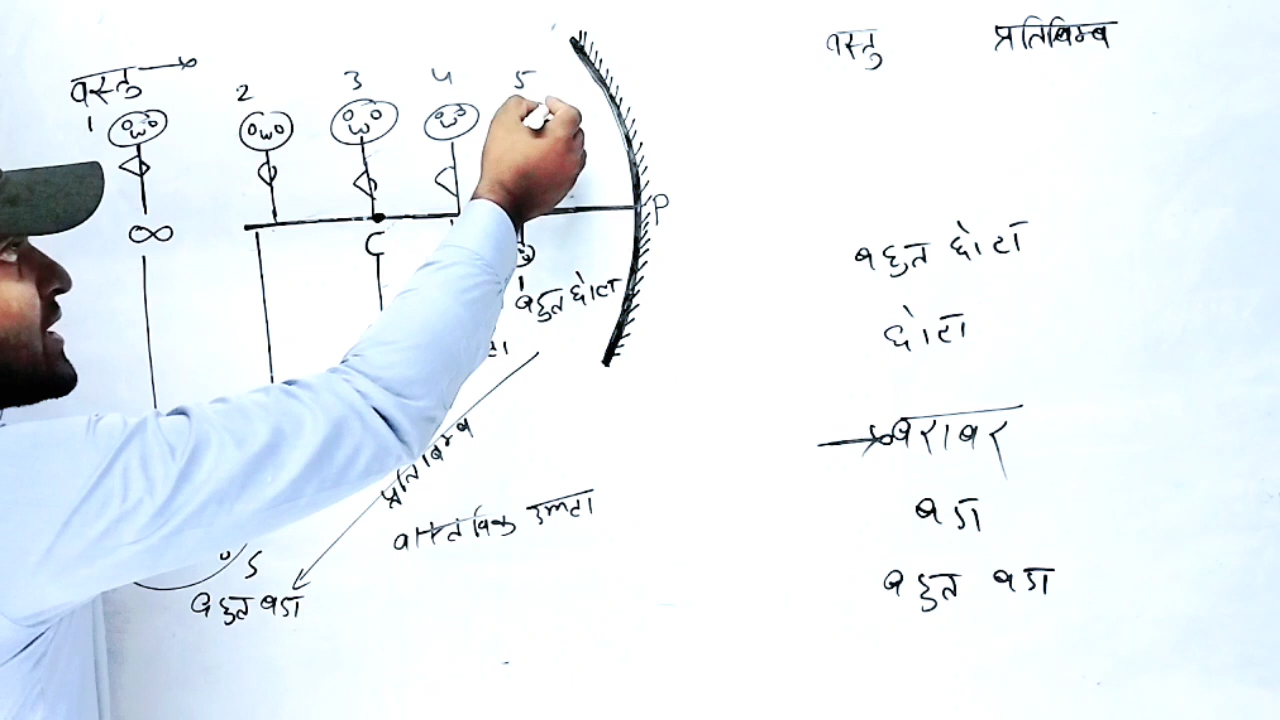 वस्तु प्रतिबिम्ब
वस्तु
1 2 3 4 5
∞ C P
बहुत छोटा
प्रतिबिम्ब
वास्तविक उल्टा
5
बहुत बडा
बहुत छोटा
छोटा
बराबर
बडा
बहुत बडा